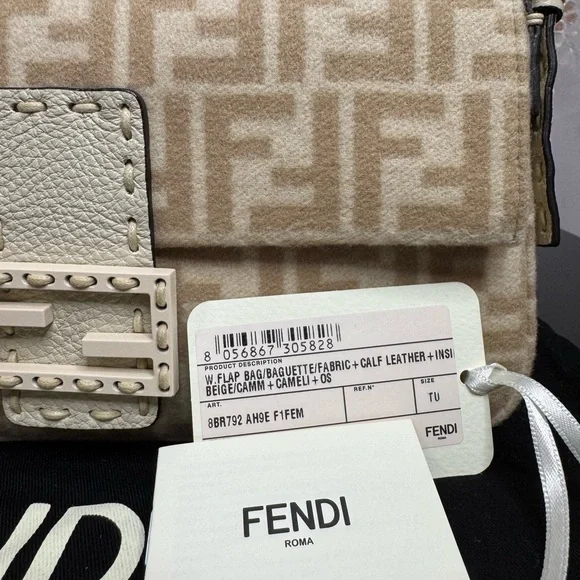 8 056867 305828
PRODUCT DESCRIPTION
W.FLAP BAG/BAGUETTE/FABRIC+CALF LEATHER+INSI
BEIGE/CAMM+CAMELI+OS
ART.
REF.N°
SIZE
8BR792 AH9E F1FEM
TU
FENDI
ROMA
FENDI
ROMA